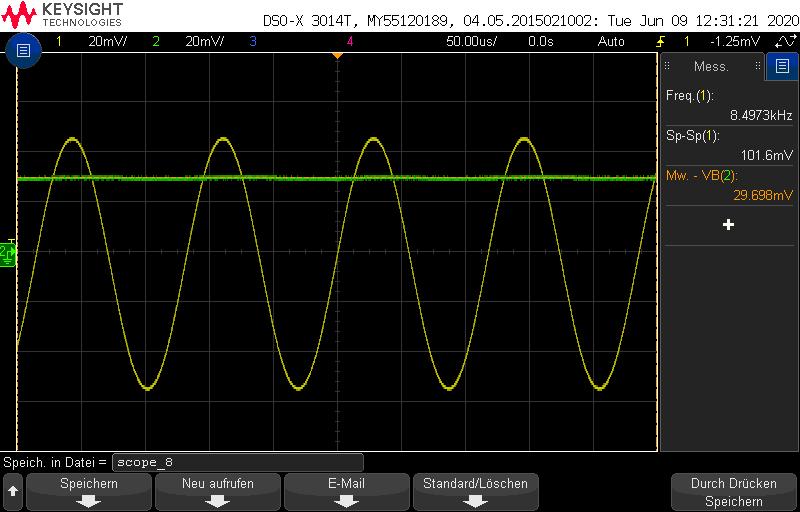 KEYSIGHT
TECHNOLOGIES
DSO-X 3014T, MY55120189, 04.05.2015021002: Tue Jun 09 12:31:21 2020
1 20mV/ 2 20mV/ 3 4 50.00us/ 0.0s Auto 1 -1.25mV
Mess.
Freq.(1):
8.4973kHz
Sp-Sp(1):
101.6mV
Mw. - VB(2):
29.698mV
+
2
Speich. in Datei = scope_8
Speichern
Neu aufrufen
E-Mail
Standard/Löschen
Durch Drücken
Speichern